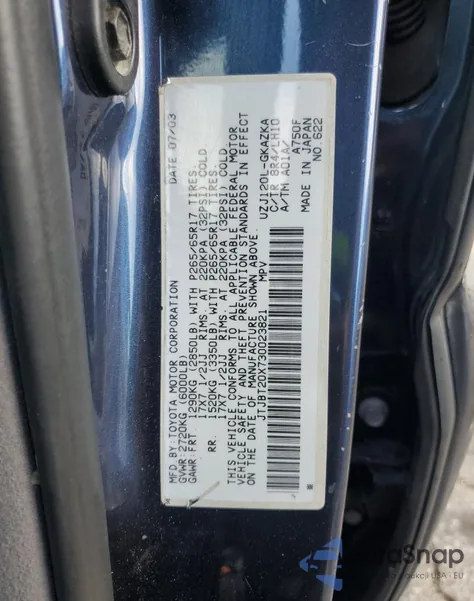 MFD BY:TOYOTA MOTOR CORPORATION DATE 07/03
GVWR:2720KG (6000LB)
GAWR:FRT 1290KG (2850LB) WITH P265/65R17 TIRES,
17X7 1/2JJ RIMS, AT 220KPA (32PSI) COLD.
RR. 1520KG (3350LB) WITH P265/65R17 TIRES,
17X7 1/2JJ RIMS, AT 220KPA (32PSI) COLD.
THIS VEHICLE CONFORMS TO ALL APPLICABLE FEDERAL MOTOR
VEHICLE SAFETY AND THEFT PREVENTION STANDARDS IN EFFECT
ON THE DATE OF MANUFACTURE SHOWN ABOVE.
JTJBT20X730023821 MPV
UZJ120L-GKAZKA
C/TR 8R4/LH10
A/TM A01A/ A750F
MADE IN JAPAN
NO.622
Snap
USA i EU